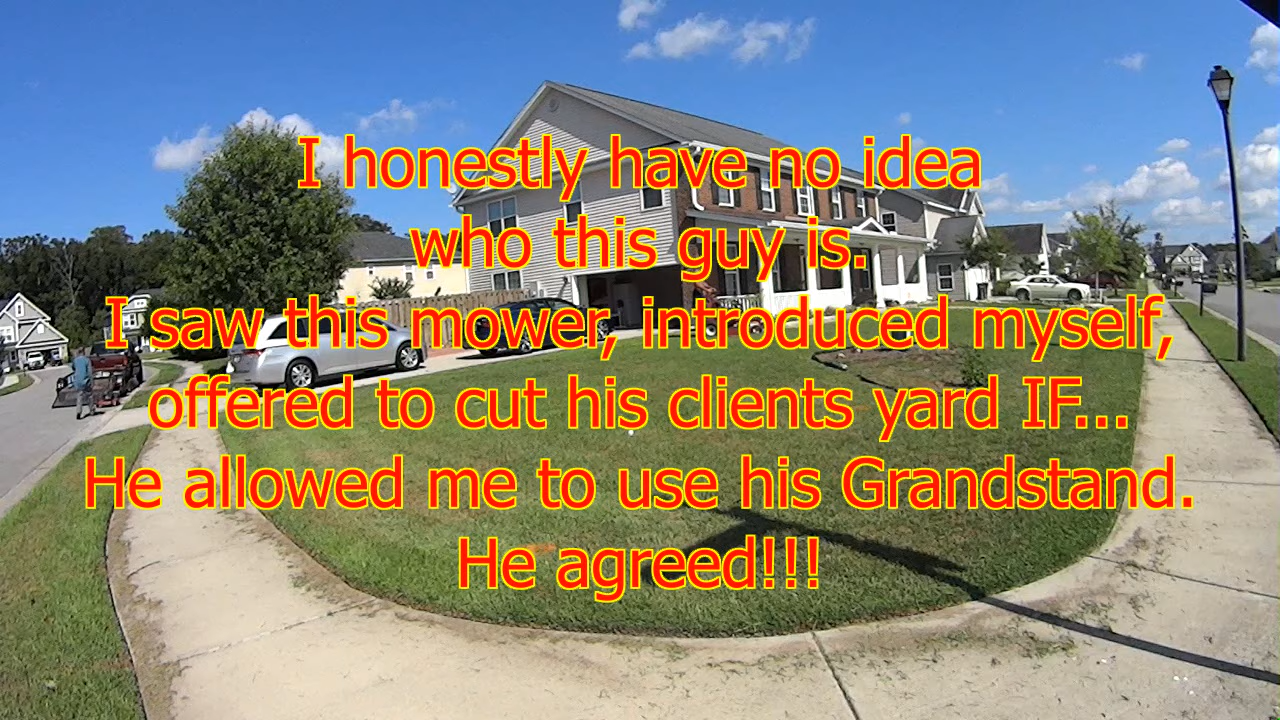 I honestly have no idea
who this guy is.
I saw this mower, introduced myself,
offered to cut his clients yard IF...
He allowed me to use his Grandstand.
He agreed!!!